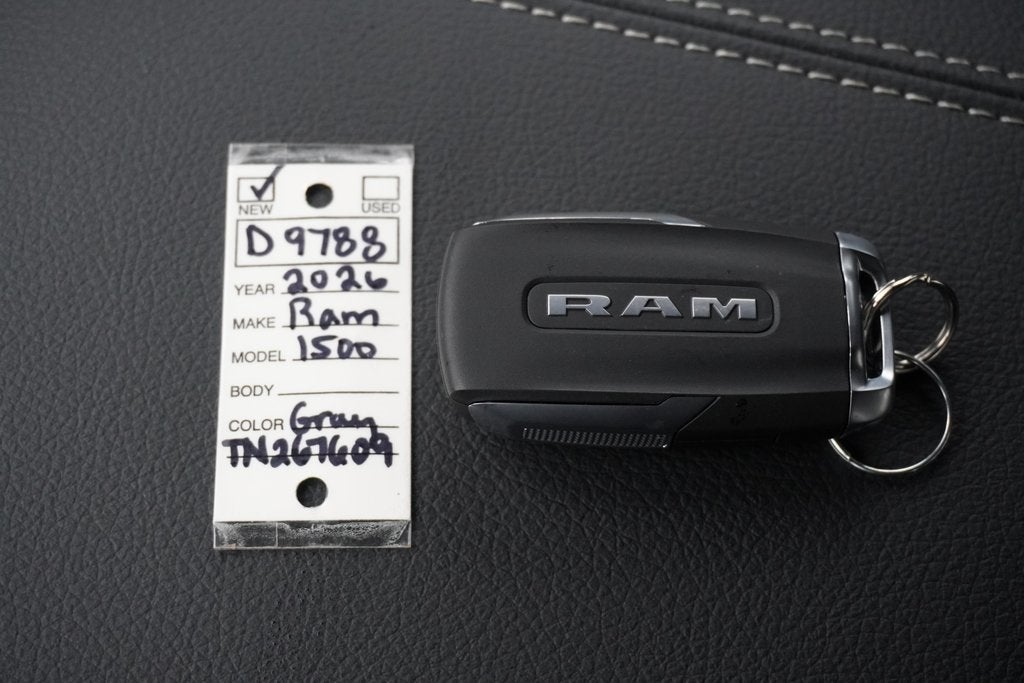 NEW USED
D9788
YEAR 2026
MAKE Ram
MODEL 1500
BODY
COLOR Gray
TN267609
RAM